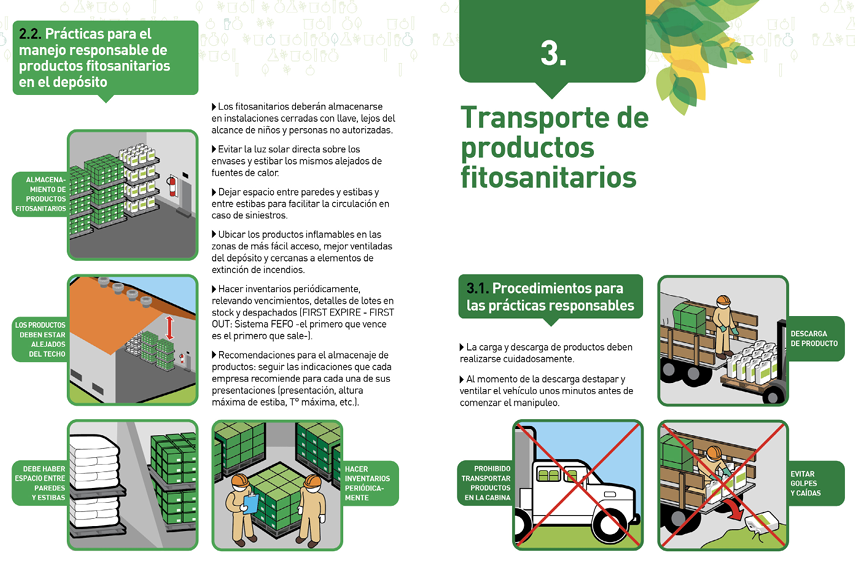 2.2. Prácticas para el
manejo responsable de
productos fitosanitarios
en el depósito
ALMACENA-
MIENTO DE
PRODUCTOS
FITOSANITARIOS
LOS PRODUCTOS
DEBEN ESTAR
ALEJADOS
DEL TECHO
DEBE HABER
ESPACIO ENTRE
PAREDES
Y ESTIBAS
Los fitosanitarios deberán almacenarse
en instalaciones cerradas con llave, lejos del
alcance de niños y personas no autorizadas.
Evitar la luz solar directa sobre los
envases y estibar los mismos alejados de
fuentes de calor.
Dejar espacio entre paredes y estibas y
entre estibas para facilitar la circulación en
caso de siniestros.
Ubicar los productos inflamables en las
zonas de más fácil acceso, mejor ventiladas
del depósito y cercanas a elementos de
extinción de incendios.
Hacer inventarios periódicamente,
relevando vencimientos, detalles de lotes en
stock y despachados (FIRST EXPIRE - FIRST
OUT: Sistema FEFO -el primero que vence
es el primero que sale-).
Recomendaciones para el almacenaje de
productos: seguir las indicaciones que cada
empresa recomiende para cada una de sus
presentaciones (presentación, altura
máxima de estiba, Tº máxima, etc.).
HACER
INVENTARIOS
PERIÓDICA-
MENTE
3.
Transporte de
productos
fitosanitarios
3.1. Procedimientos para
las prácticas responsables
La carga y descarga de productos deben
realizarse cuidadosamente.
Al momento de la descarga destapar y
ventilar el vehículo unos minutos antes de
comenzar el manipuleo.
DESCARGA
DE PRODUCTO
PROHIBIDO
TRANSPORTAR
PRODUCTOS
EN LA CABINA
EVITAR
GOLPES
Y CAÍDAS